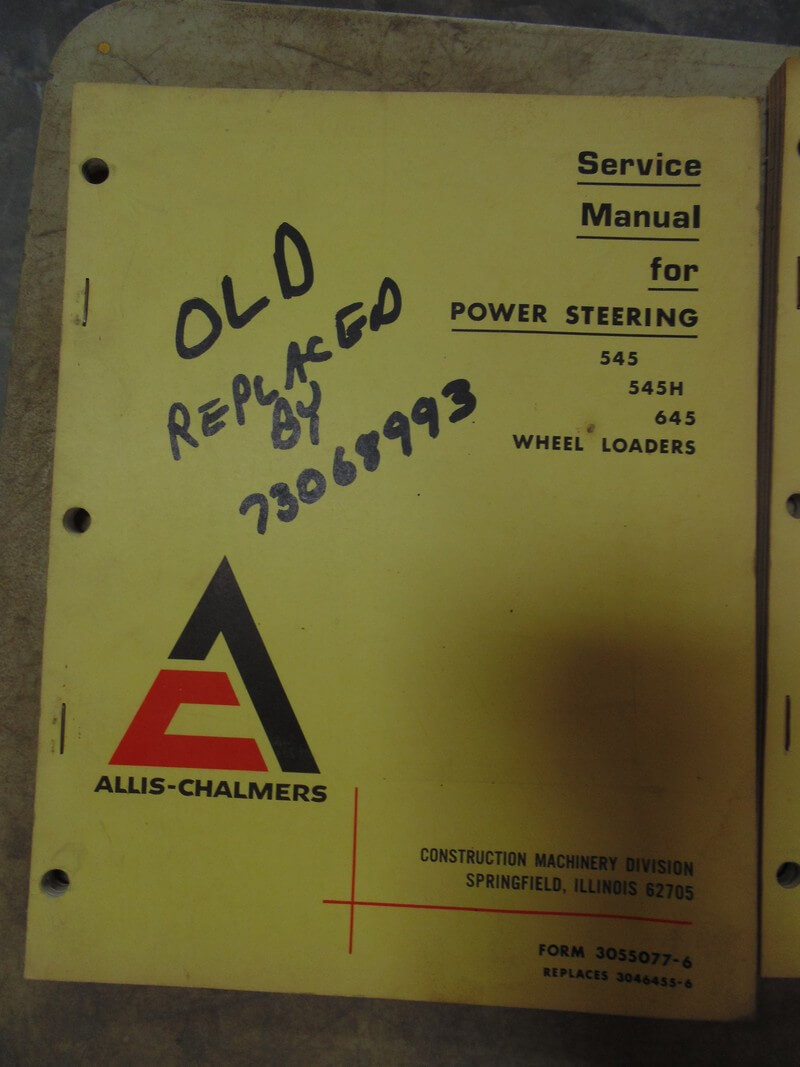 Service
Manual
for
POWER STEERING
545
545H
645
WHEEL LOADERS
OLD
REPLACED
BY
73068993
ALLIS-CHALMERS
CONSTRUCTION MACHINERY DIVISION
SPRINGFIELD, ILLINOIS 62705
FORM 3055077-6
REPLACES 3046455-6